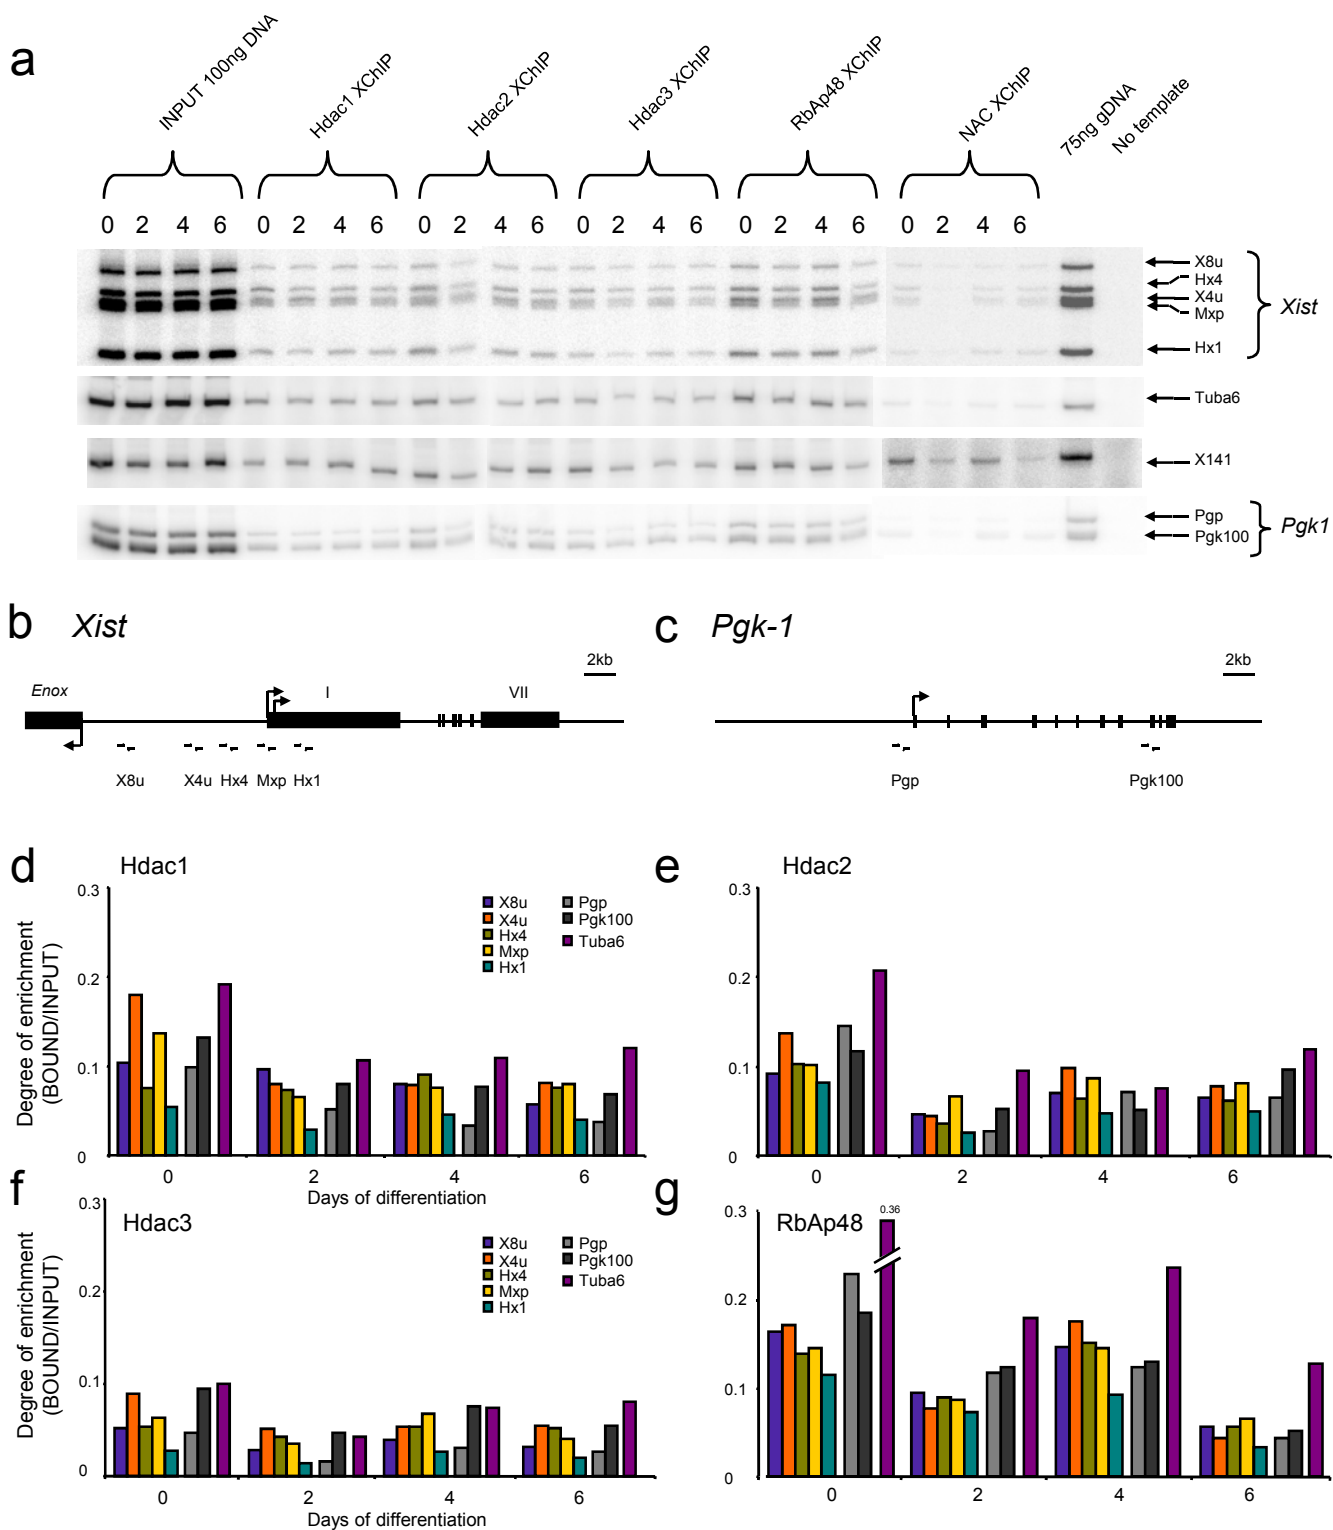 a
INPUT 100ng DNA
Hdac1 XChIP
Hdac2 XChIP
Hdac3 XChIP
RbAp48 XChIP
NAC XChIP
75ng gDNA
No template
0 2 4 6 0 2 4 6 0 2 4 6 0 2 4 6 0 2 4 6 0 2 4 6
X8u
Hx4
X4u
Mxp
Hx1
Xist
Tuba6
X141
Pgp
Pgk100
Pgk1
b Xist
2kb
Enox I VII
X8u X4u Hx4 Mxp Hx1
c Pgk-1
2kb
Pgp Pgk100
d Hdac1
Degree of enrichment
(BOUND/INPUT)
0.3
0.2
0.1
0
X8u Pgp
X4u Pgk100
Hx4 Tuba6
Mxp
Hx1
0 2 4 6
Days of differentiation
e Hdac2
0.3
0.2
0.1
0
0 2 4 6
f Hdac3
Degree of enrichment
(BOUND/INPUT)
0.3
0.2
0.1
0
X8u Pgp
X4u Pgk100
Hx4 Tuba6
Mxp
Hx1
0 2 4 6
Days of differentiation
g RbAp48
0.36
0.3
0.2
0.1
0
0 2 4 6